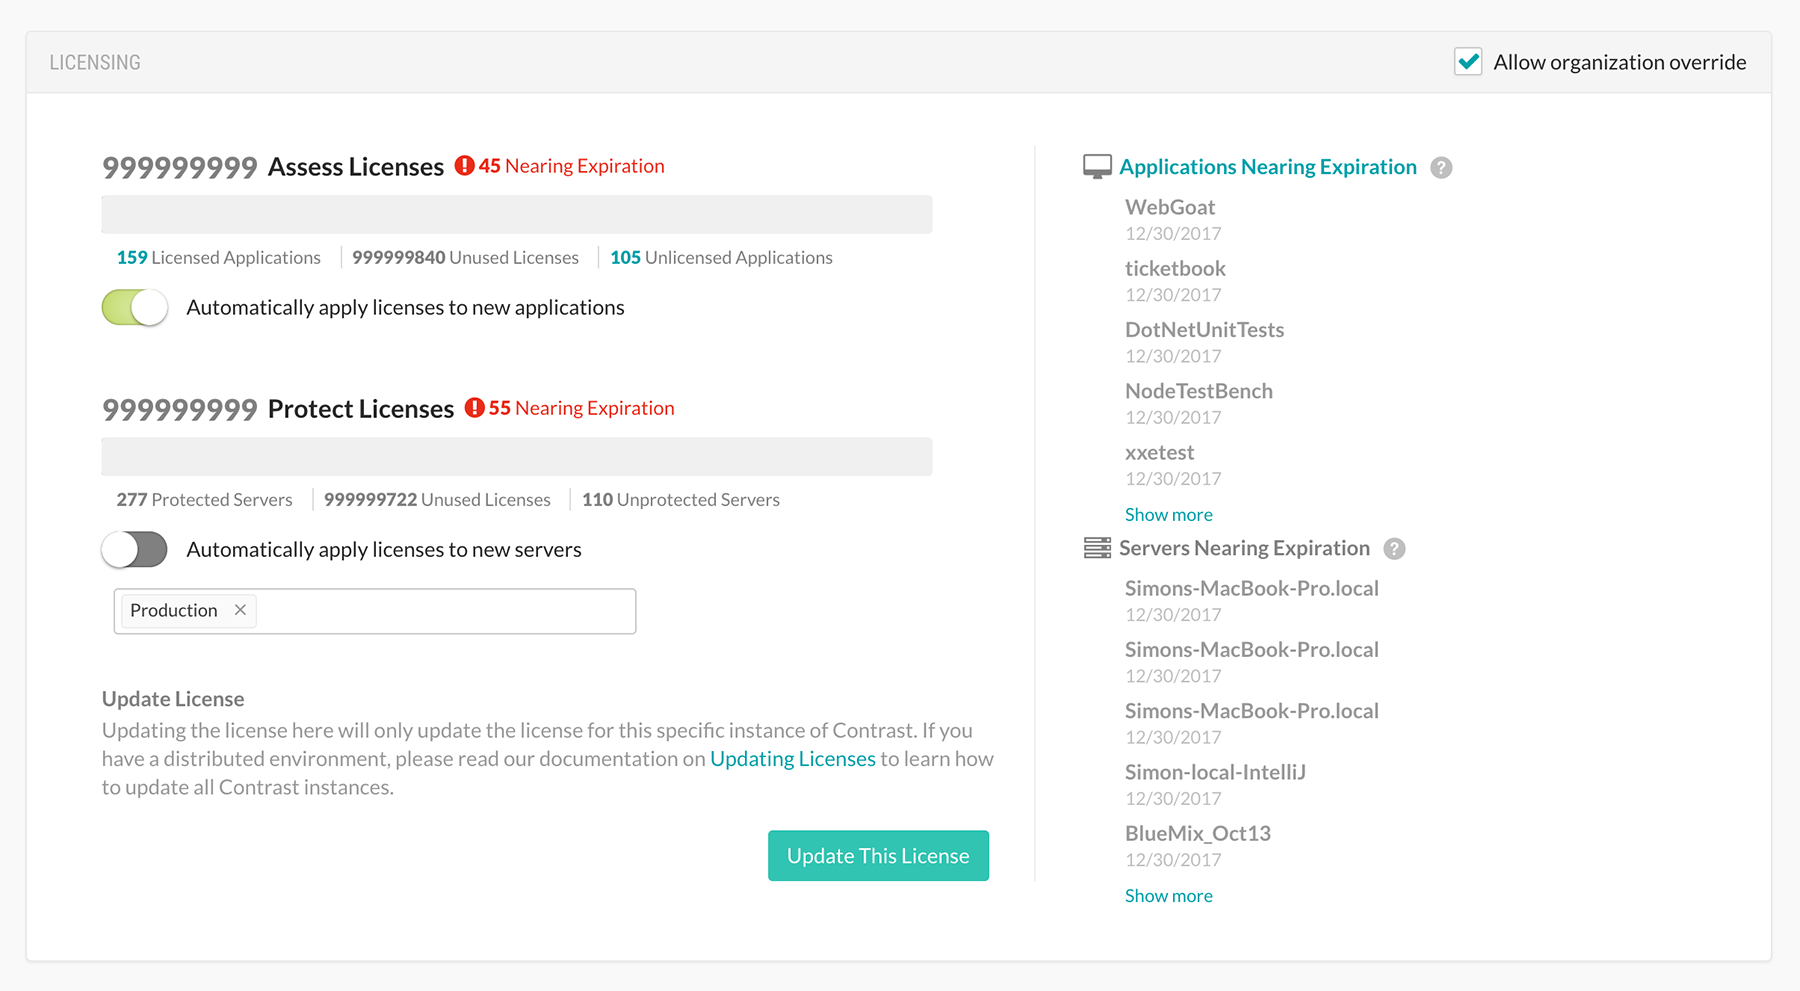 LICENSING
Allow organization override
999999999 Assess Licenses ! 45 Nearing Expiration
159 Licensed Applications 999999840 Unused Licenses 105 Unlicensed Applications
Automatically apply licenses to new applications
999999999 Protect Licenses ! 55 Nearing Expiration
277 Protected Servers 999999722 Unused Licenses 110 Unprotected Servers
Automatically apply licenses to new servers
Production ×
Update License
Updating the license here will only update the license for this specific instance of Contrast. If you
have a distributed environment, please read our documentation on Updating Licenses to learn how
to update all Contrast instances.
Update This License
Applications Nearing Expiration ?
WebGoat
12/30/2017
ticketbook
12/30/2017
DotNetUnitTests
12/30/2017
NodeTestBench
12/30/2017
xxetest
12/30/2017
Show more
Servers Nearing Expiration ?
Simons-MacBook-Pro.local
12/30/2017
Simons-MacBook-Pro.local
12/30/2017
Simons-MacBook-Pro.local
12/30/2017
Simon-local-IntelliJ
12/30/2017
BlueMix_Oct13
12/30/2017
Show more